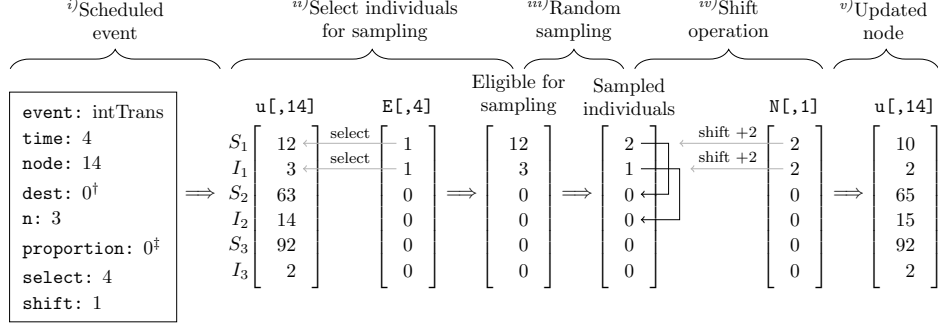 i)Scheduled
event
ii)Select individuals
for sampling
iii)Random
sampling
iv)Shift
operation
v)Updated
node
event: intTrans
time: 4
node: 14
dest: 0†
n: 3
proportion: 0‡
select: 4
shift: 1
u[,14] E[,4]
Eligible for
sampling
Sampled
individuals
N[,1] u[,14]
S1 12 select 1 12 2 shift +2 2 10
I1 3 select 1 3 1 shift +2 2 2
S2 63 0 0 0 0 65
I2 14 0 0 0 0 15
S3 92 0 0 0 0 92
I3 2 0 0 0 0 2